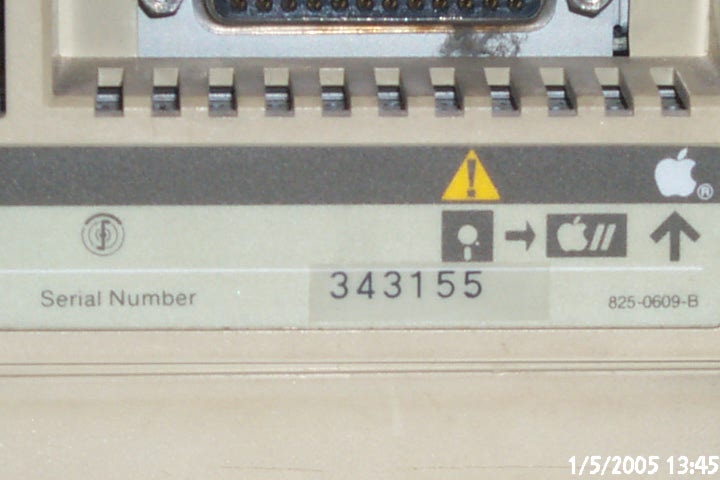 ®
//
Serial Number
343155
825-0609-B
1/5/2005 13:45